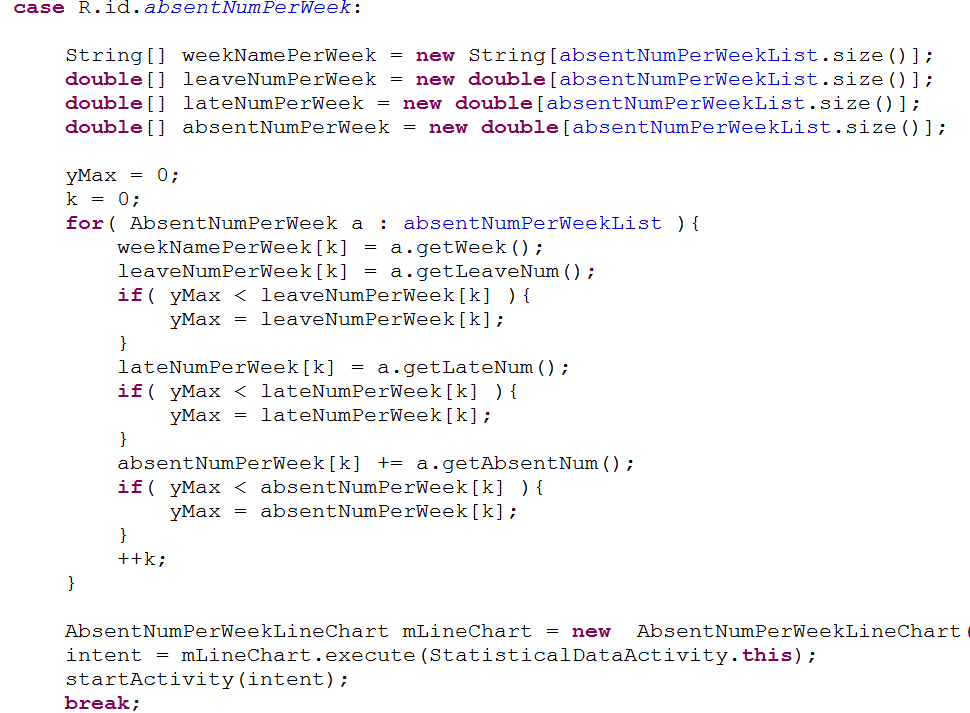 case R.id.absentNumPerWeek:
String[] weekNamePerWeek = new String[absentNumPerWeekList.size()];
double[] leaveNumPerWeek = new double[absentNumPerWeekList.size()];
double[] lateNumPerWeek = new double[absentNumPerWeekList.size()];
double[] absentNumPerWeek = new double[absentNumPerWeekList.size()];
yMax = 0;
k = 0;
for( AbsentNumPerWeek a : absentNumPerWeekList ){
weekNamePerWeek[k] = a.getWeek();
leaveNumPerWeek[k] = a.getLeaveNum();
if( yMax < leaveNumPerWeek[k] ){
yMax = leaveNumPerWeek[k];
}
lateNumPerWeek[k] = a.getLateNum();
if( yMax < lateNumPerWeek[k] ){
yMax = lateNumPerWeek[k];
}
absentNumPerWeek[k] += a.getAbsentNum();
if( yMax < absentNumPerWeek[k] ){
yMax = absentNumPerWeek[k];
}
++k;
}
AbsentNumPerWeekLineChart mLineChart = new  AbsentNumPerWeekLineChart(
intent = mLineChart.execute(StatisticalDataActivity.this);
startActivity(intent);
break;